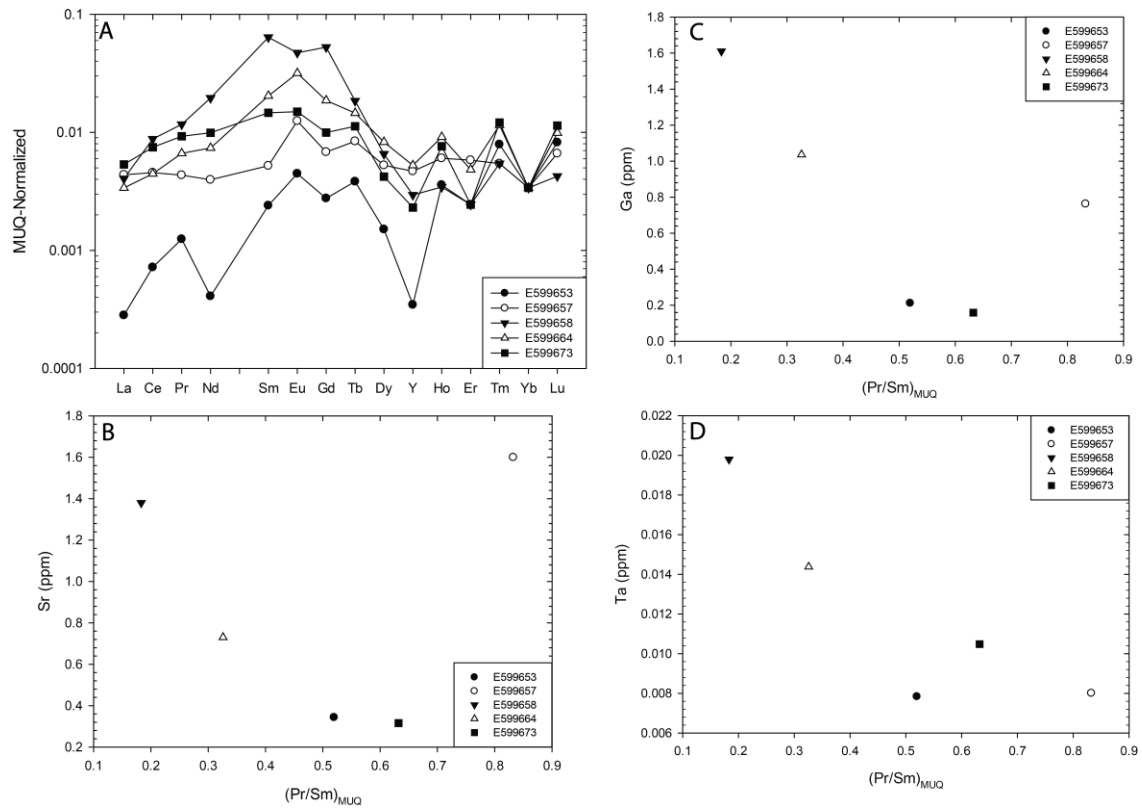 A
0.1
0.01
0.001
0.0001
MUQ-Normalized
La Ce Pr Nd Sm Eu Gd Tb Dy Y Ho Er Tm Yb Lu
E599653
E599657
E599658
E599664
E599673
C
1.8
1.6
1.4
1.2
1.0
0.8
0.6
0.4
0.2
0.0
Ga (ppm)
0.1 0.2 0.3 0.4 0.5 0.6 0.7 0.8 0.9
(Pr/Sm)MUQ
E599653
E599657
E599658
E599664
E599673
B
1.8
1.6
1.4
1.2
1.0
0.8
0.6
0.4
0.2
Sr (ppm)
0.1 0.2 0.3 0.4 0.5 0.6 0.7 0.8 0.9
(Pr/Sm)MUQ
E599653
E599657
E599658
E599664
E599673
D
0.022
0.020
0.018
0.016
0.014
0.012
0.010
0.008
0.006
Ta (ppm)
0.1 0.2 0.3 0.4 0.5 0.6 0.7 0.8 0.9
(Pr/Sm)MUQ
E599653
E599657
E599658
E599664
E599673